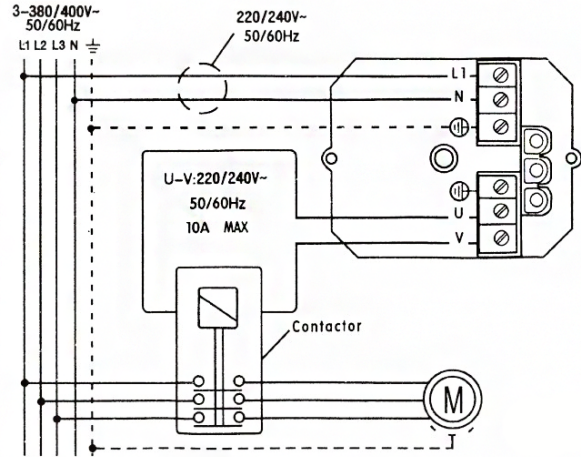 3-380/400V~
50/60Hz
L1 L2 L3 N
220/240V~
50/60Hz
L1
N
U-V:220/240V~
50/60Hz
10A MAX
U
V
Contactor
M